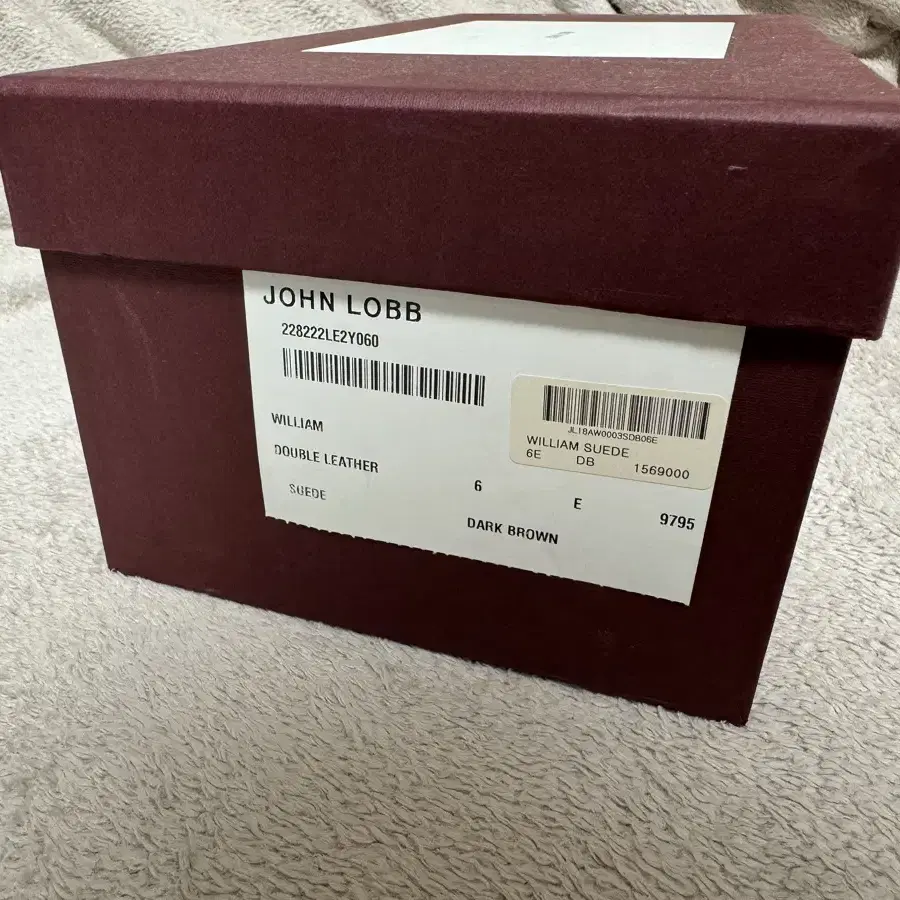 JOHN LOBB
228222LE2Y060
WILLIAM
DOUBLE LEATHER
SUEDE
6
E
9795
DARK BROWN
JL18AW0003SDB06E
WILLIAM SUEDE
6E DB 1569000